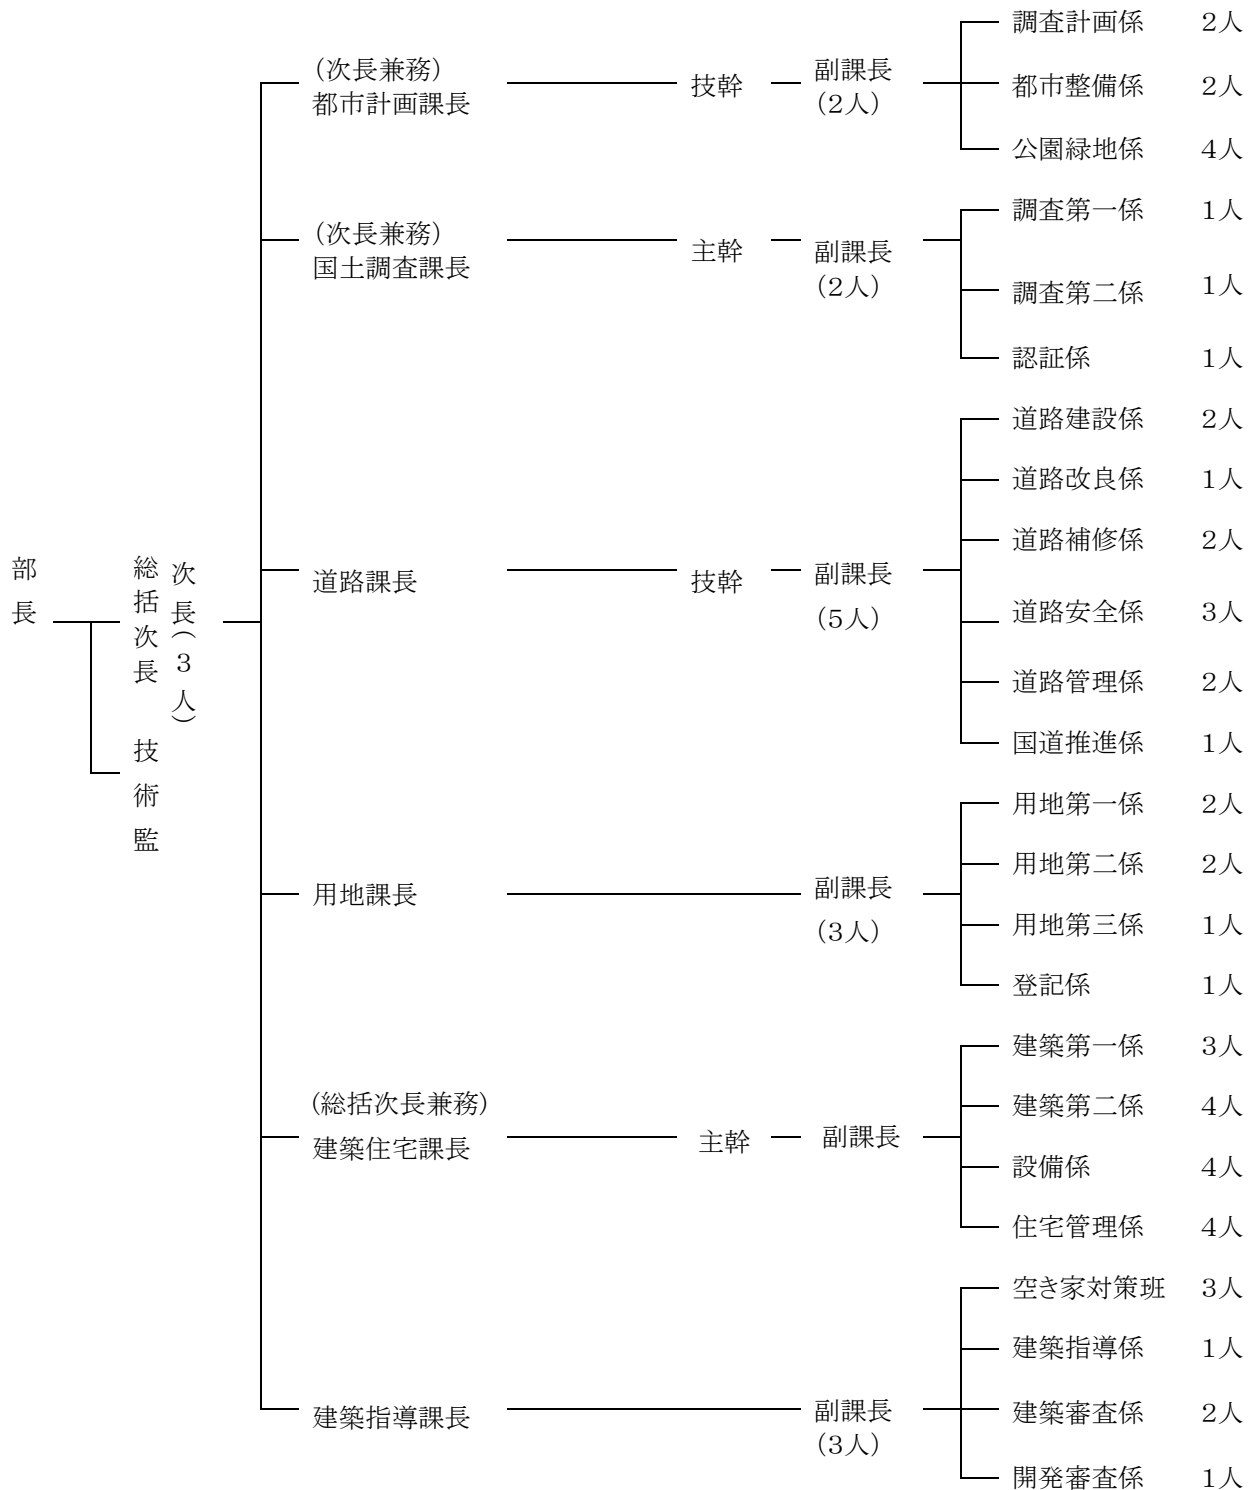 部長
総括次長
次長(3人)
技術監
(次長兼務)
都市計画課長
技幹
副課長
(2人)
調査計画係 2人
都市整備係 2人
公園緑地係 4人
(次長兼務)
国土調査課長
主幹
副課長
(2人)
調査第一係 1人
調査第二係 1人
認証係 1人
道路課長
技幹
副課長
(5人)
道路建設係 2人
道路改良係 1人
道路補修係 2人
道路安全係 3人
道路管理係 2人
国道推進係 1人
用地課長
副課長
(3人)
用地第一係 2人
用地第二係 2人
用地第三係 1人
登記係 1人
(総括次長兼務)
建築住宅課長
主幹
副課長
建築第一係 3人
建築第二係 4人
設備係 4人
住宅管理係 4人
建築指導課長
副課長
(3人)
空き家対策班 3人
建築指導係 1人
建築審査係 2人
開発審査係 1人